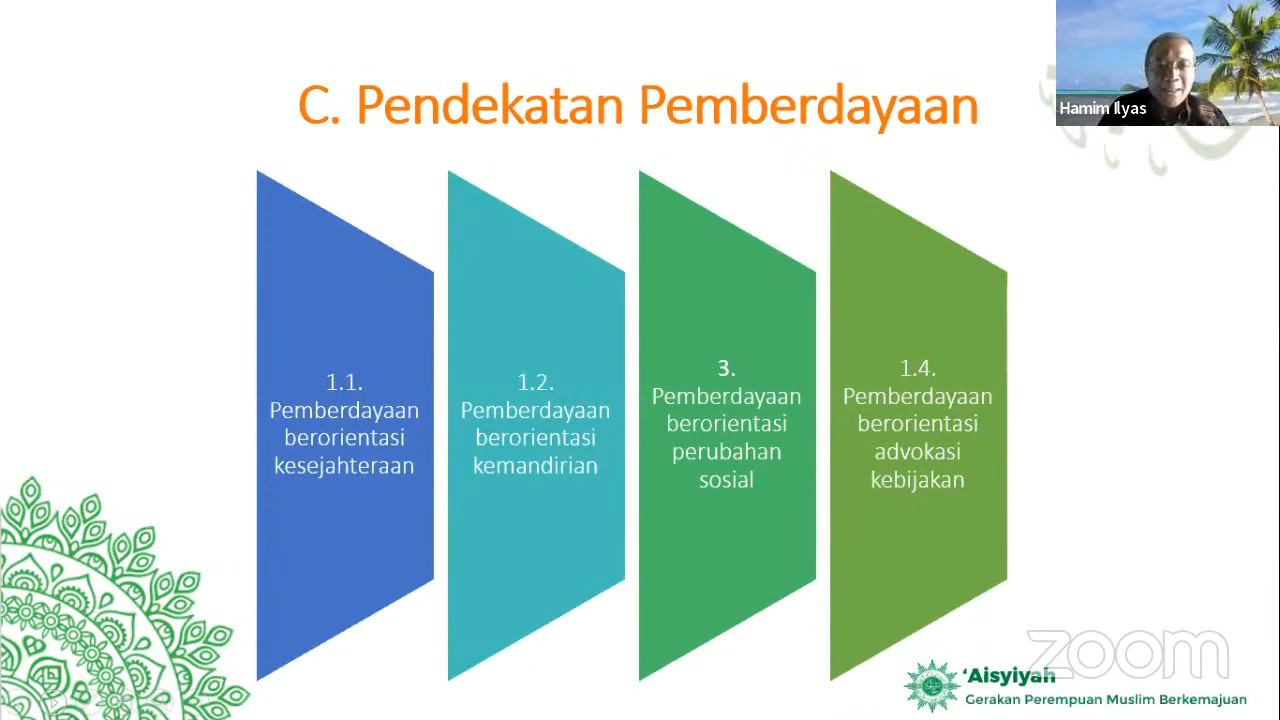 C. Pendekatan Pemberdayaan
Hamim Ilyas
1.1.
Pemberdayaan
berorientasi
kesejahteraan
1.2.
Pemberdayaan
berorientasi
kemandirian
3.
Pemberdayaan
berorientasi
perubahan
sosial
1.4.
Pemberdayaan
berorientasi
advokasi
kebijakan
zoom
‘Aisyiyah
Gerakan Perempuan Muslim Berkemajuan